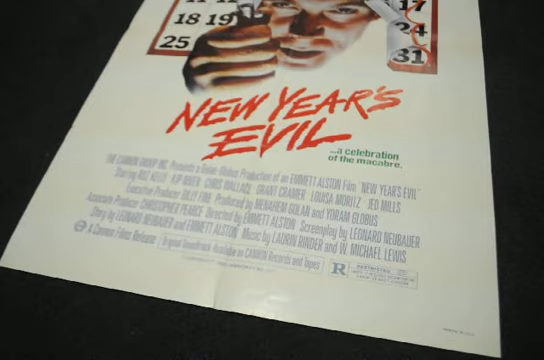 17
18 19
24
25
31
NEW YEAR'S
EVIL
...a celebration
of the macabre.
THE CANNON GROUP INC. Presents a Golan-Globus Production of an EMMETT ALSTON Film "NEW YEAR'S EVIL"
Starring ROZ KELLY KIP NIVEN CHRIS WALLACE GRANT CRAMER LOUISA MORITZ JED MILLS
Executive Producer BILLY FINE Produced by MENAHEM GOLAN and YORAM GLOBUS
Associate Producer CHRISTOPHER PEARCE Directed by EMMETT ALSTON Screenplay by LEONARD NEUBAUER
Story by LEONARD NEUBAUER and EMMETT ALSTON Music by LAURIN RINDER and W. MICHAEL LEWIS
A Cannon Films Release Original Soundtrack Available on CANNON Records and Tapes
R RESTRICTED